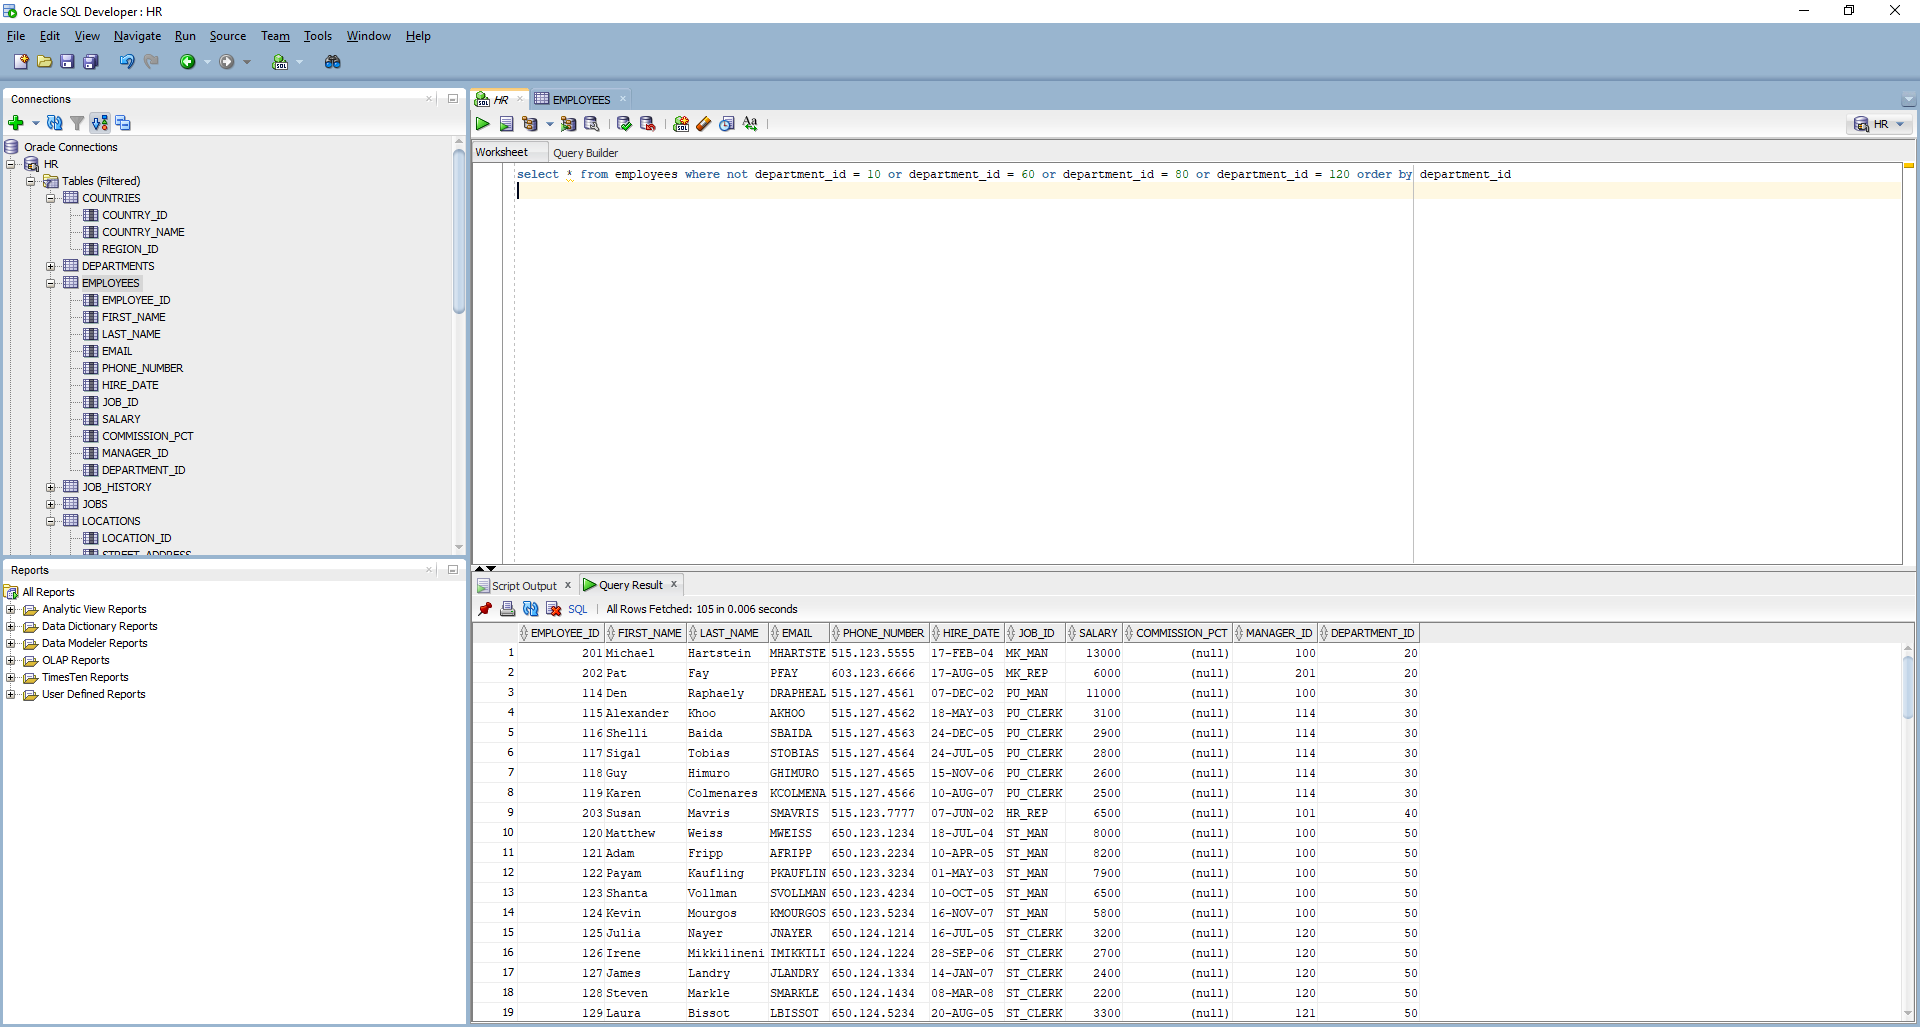 Oracle SQL Developer : HR
File Edit View Navigate Run Source Team Tools Window Help
Connections
Oracle Connections
HR
Tables (Filtered)
COUNTRIES
COUNTRY_ID
COUNTRY_NAME
REGION_ID
DEPARTMENTS
EMPLOYEES
EMPLOYEE_ID
FIRST_NAME
LAST_NAME
EMAIL
PHONE_NUMBER
HIRE_DATE
JOB_ID
SALARY
COMMISSION_PCT
MANAGER_ID
DEPARTMENT_ID
JOB_HISTORY
JOBS
LOCATIONS
LOCATION_ID
STREET_ADDRESS
Reports
All Reports
Analytic View Reports
Data Dictionary Reports
Data Modeler Reports
OLAP Reports
TimesTen Reports
User Defined Reports
HR EMPLOYEES
HR
Worksheet Query Builder
select * from employees where not department_id = 10 or department_id = 60 or department_id = 80 or department_id = 120 order by department_id
Script Output x Query Result x
SQL All Rows Fetched: 105 in 0.006 seconds
EMPLOYEE_ID FIRST_NAME LAST_NAME EMAIL PHONE_NUMBER HIRE_DATE JOB_ID SALARY COMMISSION_PCT MANAGER_ID DEPARTMENT_ID
1 201 Michael Hartstein MHARTSTE 515.123.5555 17-FEB-04 MK_MAN 13000 (null) 100 20
2 202 Pat Fay PFAY 603.123.6666 17-AUG-05 MK_REP 6000 (null) 201 20
3 114 Den Raphaely DRAPHEAL 515.127.4561 07-DEC-02 PU_MAN 11000 (null) 100 30
4 115 Alexander Khoo AKHOO 515.127.4562 18-MAY-03 PU_CLERK 3100 (null) 114 30
5 116 Shelli Baida SBAIDA 515.127.4563 24-DEC-05 PU_CLERK 2900 (null) 114 30
6 117 Sigal Tobias STOBIAS 515.127.4564 24-JUL-05 PU_CLERK 2800 (null) 114 30
7 118 Guy Himuro GHIMURO 515.127.4565 15-NOV-06 PU_CLERK 2600 (null) 114 30
8 119 Karen Colmenares KCOLMENA 515.127.4566 10-AUG-07 PU_CLERK 2500 (null) 114 30
9 203 Susan Mavris SMAVRIS 515.123.7777 07-JUN-02 HR_REP 6500 (null) 101 40
10 120 Matthew Weiss MWEISS 650.123.1234 18-JUL-04 ST_MAN 8000 (null) 100 50
11 121 Adam Fripp AFRIPP 650.123.2234 10-APR-05 ST_MAN 8200 (null) 100 50
12 122 Payam Kaufling PKAUFLIN 650.123.3234 01-MAY-03 ST_MAN 7900 (null) 100 50
13 123 Shanta Vollman SVOLLMAN 650.123.4234 10-OCT-05 ST_MAN 6500 (null) 100 50
14 124 Kevin Mourgos KMOURGOS 650.123.5234 16-NOV-07 ST_MAN 5800 (null) 100 50
15 125 Julia Nayer JNAYER 650.124.1214 16-JUL-05 ST_CLERK 3200 (null) 120 50
16 126 Irene Mikkilineni IMIKKILI 650.124.1224 28-SEP-06 ST_CLERK 2700 (null) 120 50
17 127 James Landry JLANDRY 650.124.1334 14-JAN-07 ST_CLERK 2400 (null) 120 50
18 128 Steven Markle SMARKLE 650.124.1434 08-MAR-08 ST_CLERK 2200 (null) 120 50
19 129 Laura Bissot LBISSOT 650.124.5234 20-AUG-05 ST_CLERK 3300 (null) 121 50